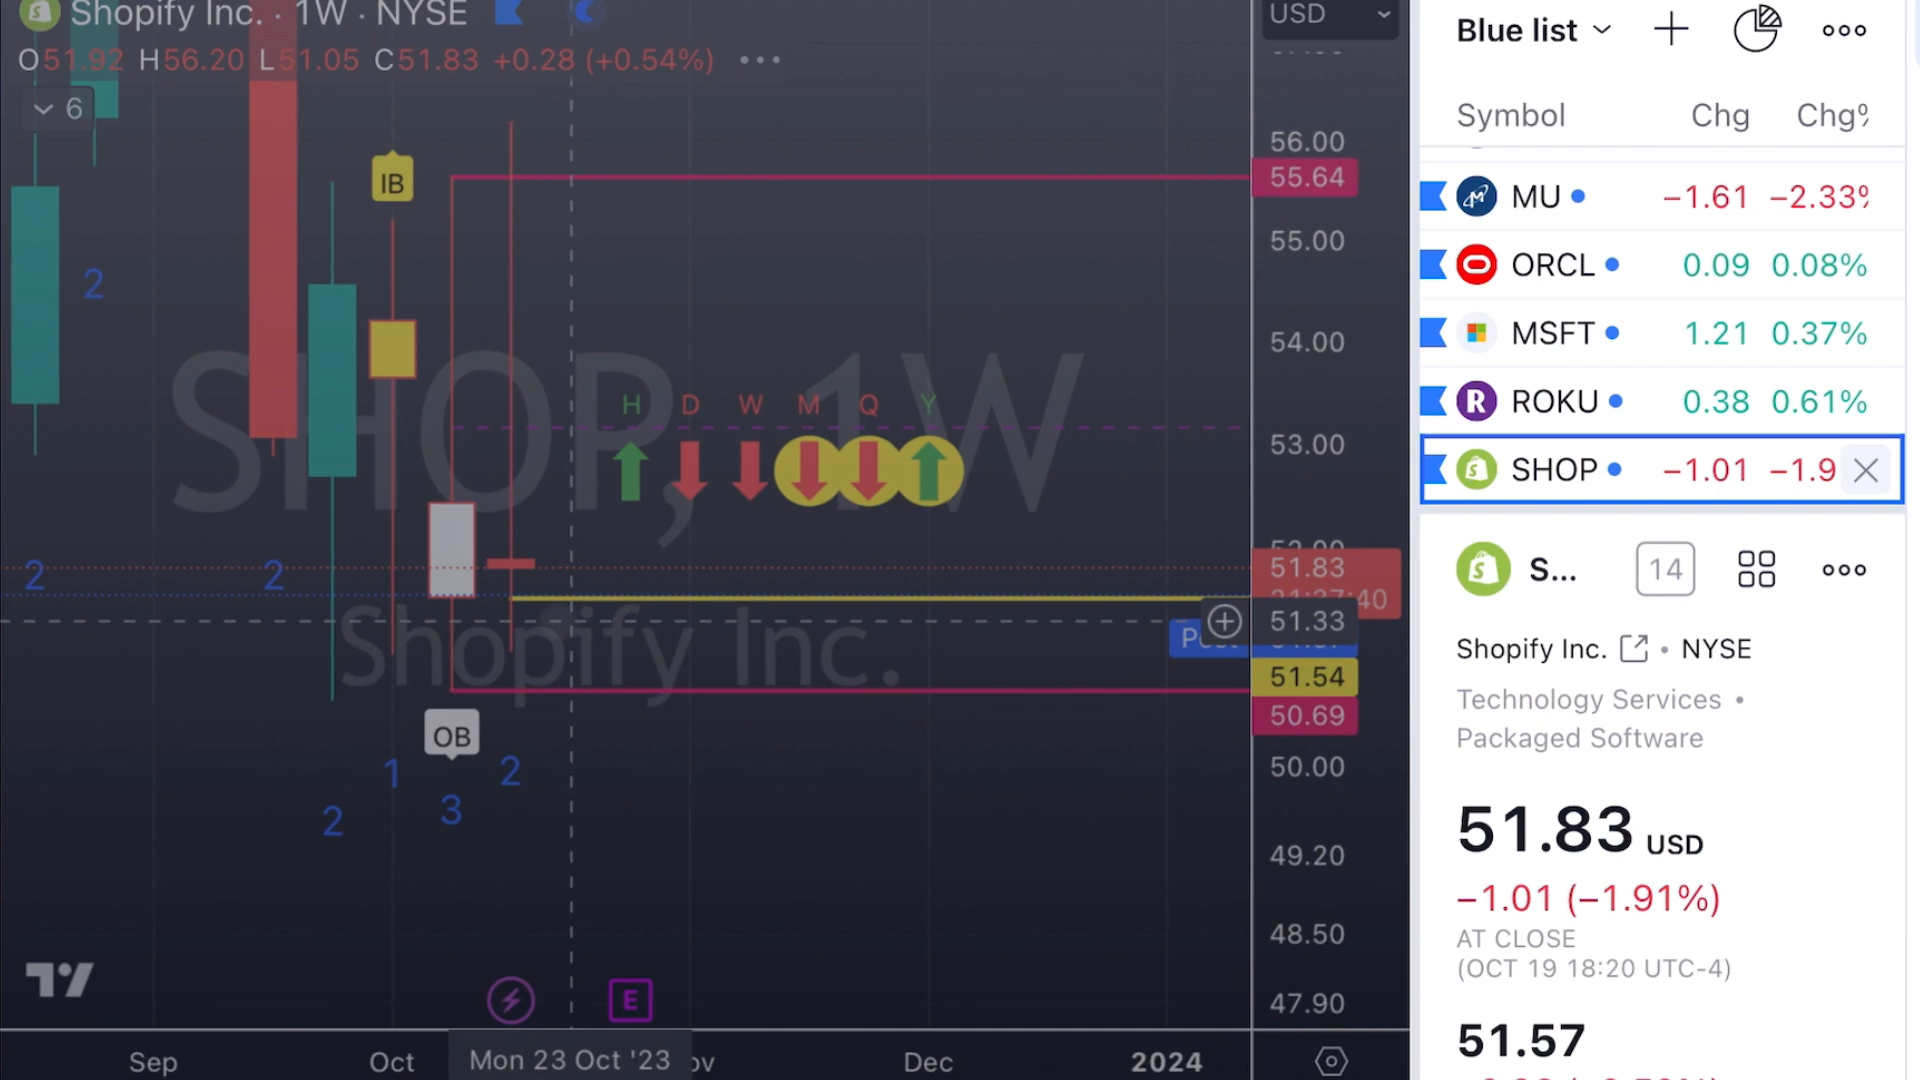 Shopify Inc. · 1W · NYSE
O51.92 H56.20 L51.05 C51.83 +0.28 (+0.54%)
6
IB
2
SHOP, 1W
H D W M Q Y
2
2
Shopify Inc.
OB
1
2
3
2
E
Sep
Oct
Mon 23 Oct '23
Dec
2024
USD
56.00
55.64
55.00
54.00
53.00
51.83
51.33
51.54
50.69
50.00
49.20
48.50
47.90
Blue list
Symbol Chg Chg%
MU −1.61 −2.33%
ORCL 0.09 0.08%
MSFT 1.21 0.37%
ROKU 0.38 0.61%
SHOP −1.01 −1.9
S... 14
Shopify Inc. • NYSE
Technology Services •
Packaged Software
51.83 USD
−1.01 (−1.91%)
AT CLOSE
(OCT 19 18:20 UTC-4)
51.57